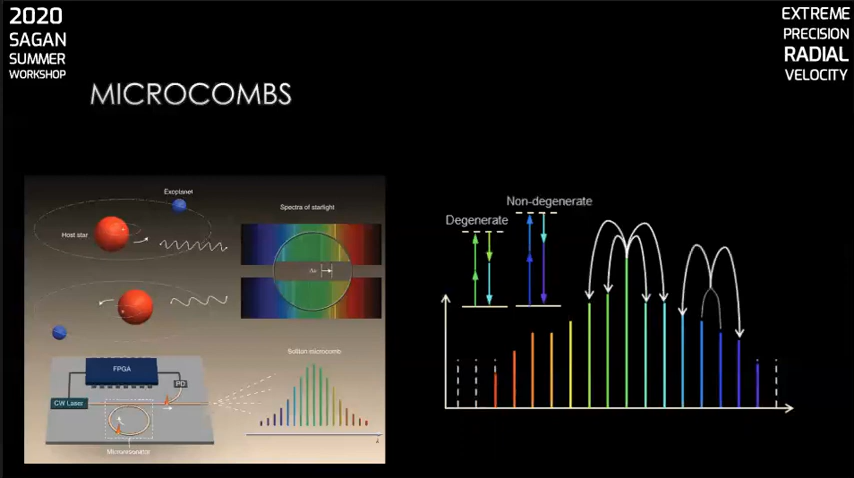 2020
SAGAN
SUMMER
WORKSHOP
EXTREME
PRECISION
RADIAL
VELOCITY
MICROCOMBS
Exoplanet
Host star
Spectra of starlight
FPGA
PD
CW Laser
Microresonator
Soliton microcomb
Degenerate
Non-degenerate